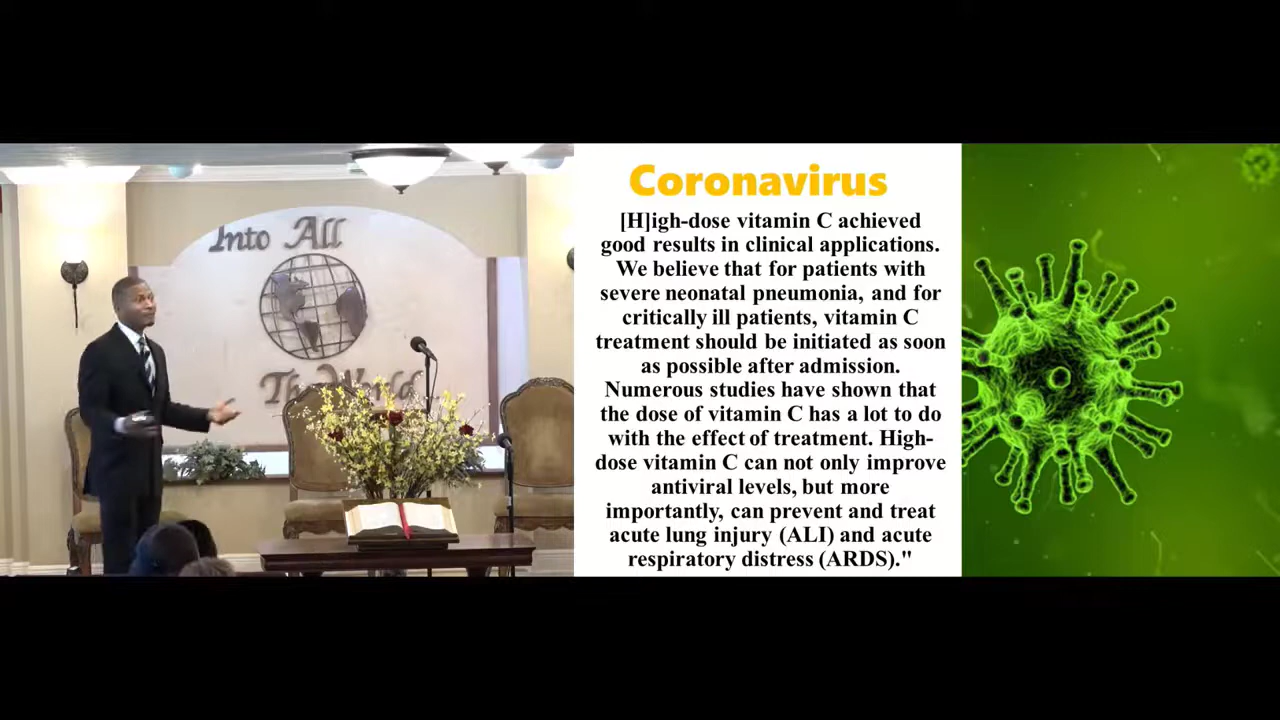 Into All
The World
Coronavirus
[H]igh-dose vitamin C achieved
good results in clinical applications.
We believe that for patients with
severe neonatal pneumonia, and for
critically ill patients, vitamin C
treatment should be initiated as soon
as possible after admission.
Numerous studies have shown that
the dose of vitamin C has a lot to do
with the effect of treatment. High-
dose vitamin C can not only improve
antiviral levels, but more
importantly, can prevent and treat
acute lung injury (ALI) and acute
respiratory distress (ARDS)."